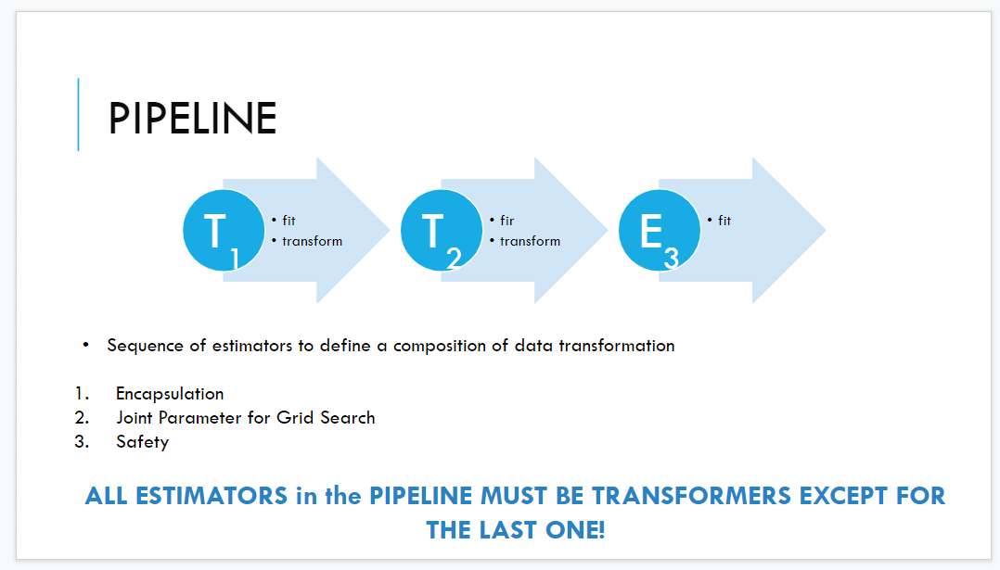 PIPELINE
T1
• fit
• transform
T2
• fir
• transform
E3
• fit
• Sequence of estimators to define a composition of data transformation
1. Encapsulation
2. Joint Parameter for Grid Search
3. Safety
ALL ESTIMATORS in the PIPELINE MUST BE TRANSFORMERS EXCEPT FOR
THE LAST ONE!